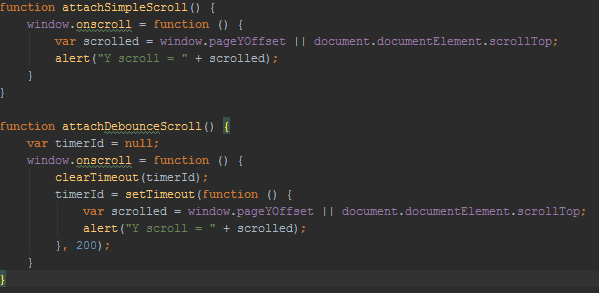 function attachSimpleScroll() {
    window.onscroll = function () {
        var scrolled = window.pageYOffset || document.documentElement.scrollTop;
        alert("Y scroll = " + scrolled);
    }
}
function attachDebounceScroll() {
    var timerId = null;
    window.onscroll = function () {
        clearTimeout(timerId);
        timerId = setTimeout(function () {
            var scrolled = window.pageYOffset || document.documentElement.scrollTop;
            alert("Y scroll = " + scrolled);
        }, 200);
    }
}